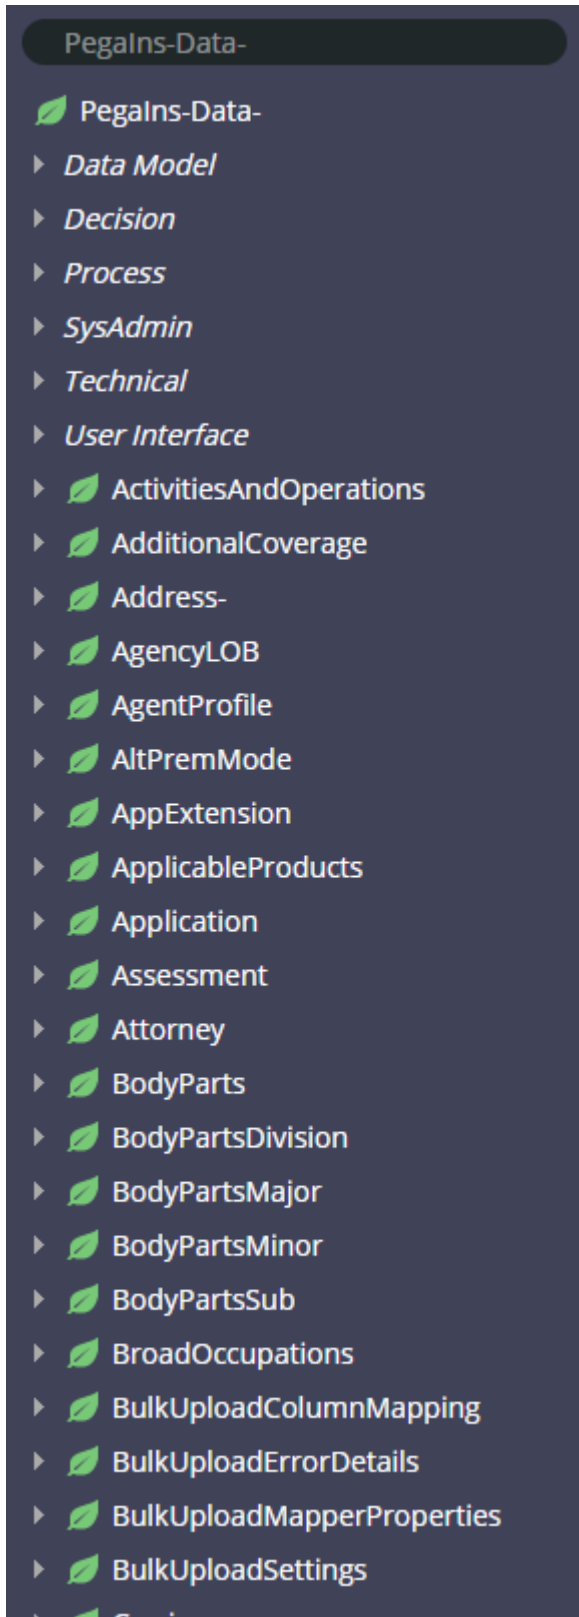 PegaIns-Data-
PegaIns-Data-
Data Model
Decision
Process
SysAdmin
Technical
User Interface
ActivitiesAndOperations
AdditionalCoverage
Address-
AgencyLOB
AgentProfile
AltPremMode
AppExtension
ApplicableProducts
Application
Assessment
Attorney
BodyParts
BodyPartsDivision
BodyPartsMajor
BodyPartsMinor
BodyPartsSub
BroadOccupations
BulkUploadColumnMapping
BulkUploadErrorDetails
BulkUploadMapperProperties
BulkUploadSettings